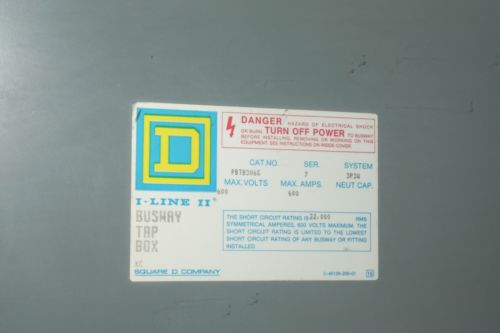 DANGER HAZARD OF ELECTRICAL SHOCK
OR BURN TURN OFF POWER TO BUSWAY
BEFORE INSTALLING, REMOVING OR WORKING ON THIS
EQUIPMENT. SEE INSTRUCTIONS ON INSIDE COVER.
D
CAT.NO. SER. SYSTEM
PBTB306G 7 3P3W
MAX.VOLTS MAX. AMPS. NEUT CAP.
600 600
I-LINE II®
BUSWAY
TAP
BOX
KC
SQUARE D COMPANY
THE SHORT CIRCUIT RATING IS 22,000 RMS
SYMMETRICAL AMPERES, 600 VOLTS MAXIMUM. THE
SHORT CIRCUIT RATING IS LIMITED TO THE LOWEST
SHORT CIRCUIT RATING OF ANY BUSWAY OR FITTING
INSTALLED.